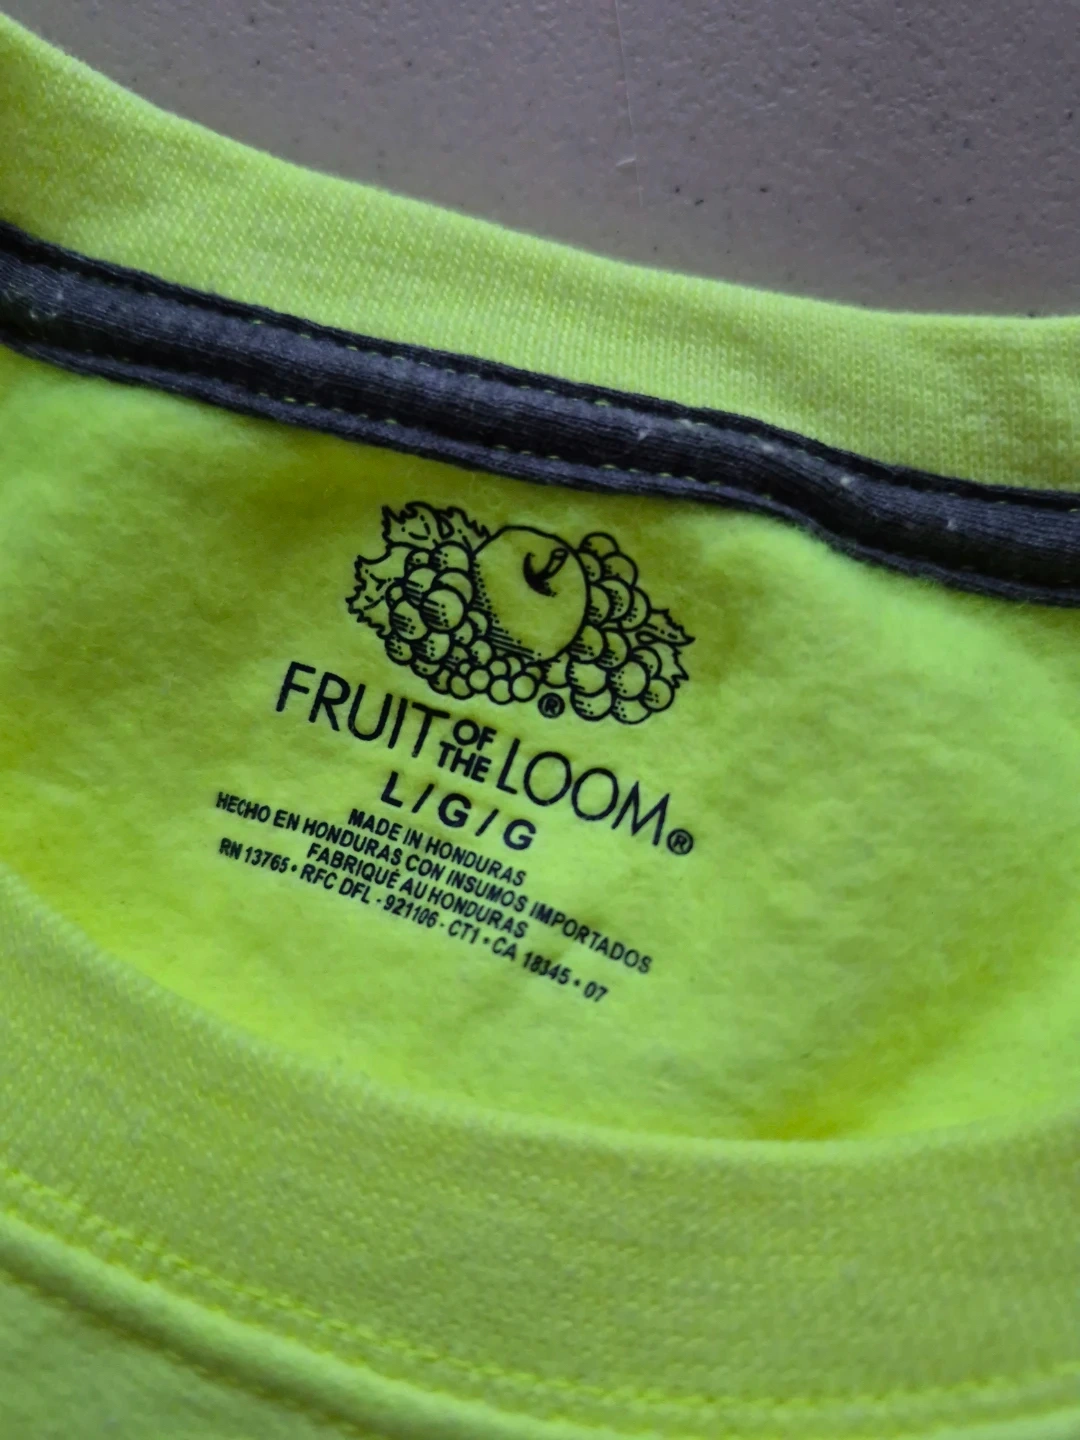 ®
FRUIT OF THE LOOM®
L / G / G
MADE IN HONDURAS
HECHO EN HONDURAS CON INSUMOS IMPORTADOS
FABRIQUÉ AU HONDURAS
RN 13765 • RFC DFL - 921106 - CT1 • CA 18345 • 07